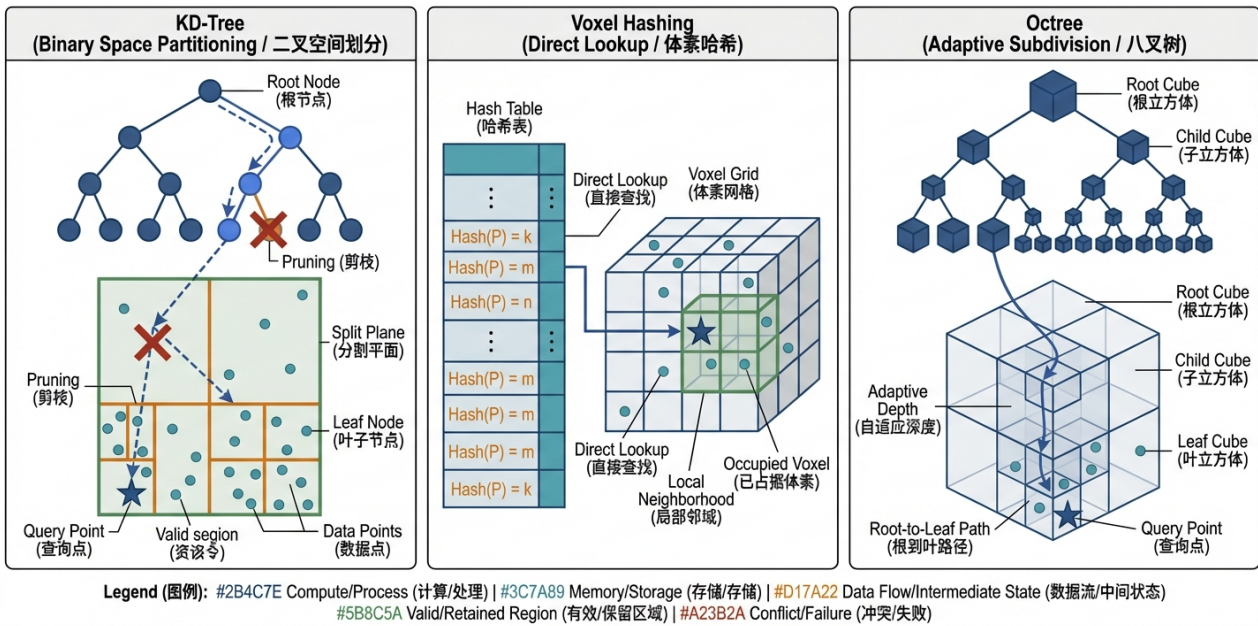 KD-Tree
(Binary Space Partitioning / 二叉空间划分)
Root Node
(根节点)
Pruning (剪枝)
Split Plane
(分割平面)
Pruning
(剪枝)
Leaf Node
(叶子节点)
Query Point
(查询点)
Valid segion
Data Points
(数据点)
Voxel Hashing
(Direct Lookup / 体素哈希)
Hash Table
(哈希表)
⋮ ⋮
Hash(P) = k
Hash(P) = m
Hash(P) = n
⋮ ⋮
Hash(P) = m
Hash(P) = m
Hash(P) = m
Hash(P) = k
Direct Lookup
(直接查找)
Voxel Grid
(体素网格)
Direct Lookup
(直接查找)
Local
Neighborhood
(局部邻域)
Occupied Voxel
Octree
(Adaptive Subdivision / 八叉树)
Root Cube
(根立方体)
Child Cube
(子立方体)
Root Cube
(根立方体)
Child Cube
(子立方体)
Adaptive
Depth
(自适应深度)
Leaf Cube
(叶立方体)
Root-to-Leaf Path
(根到叶路径)
Query Point
(查询点)
Legend (图例): #2B4C7E Compute/Process (计算/处理) | #3C7A89 Memory/Storage (存储/存储) | #D17A22 Data Flow/Intermediate State (数据流/中间状态)
#5B8C5A Valid/Retained Region (有效/保留区域) | #A23B2A Conflict/Failure (冲突/失败)